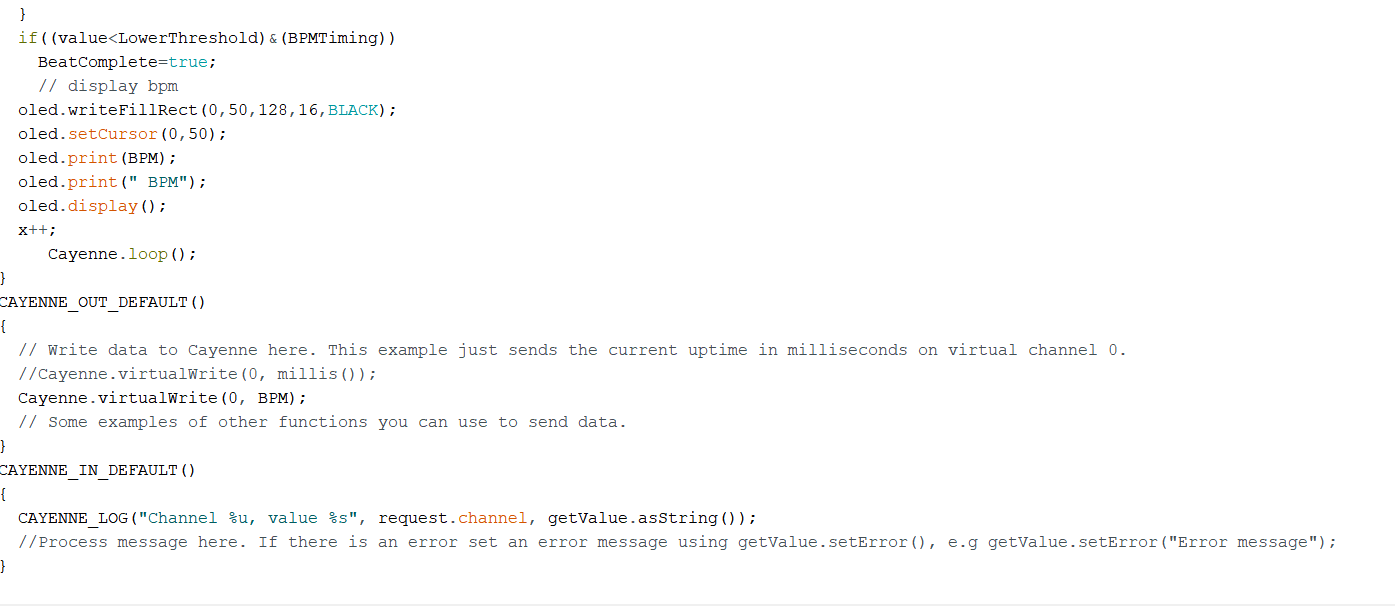 }
if((value<LowerThreshold)&(BPMTiming))
BeatComplete=true;
// display bpm
oled.writeFillRect(0,50,128,16,BLACK);
oled.setCursor(0,50);
oled.print(BPM);
oled.print(" BPM");
oled.display();
x++;
Cayenne.loop();
}
CAYENNE_OUT_DEFAULT()
{
// Write data to Cayenne here. This example just sends the current uptime in milliseconds on virtual channel 0.
//Cayenne.virtualWrite(0, millis());
Cayenne.virtualWrite(0, BPM);
// Some examples of other functions you can use to send data.
}
CAYENNE_IN_DEFAULT()
{
CAYENNE_LOG("Channel %u, value %s", request.channel, getValue.asString());
//Process message here. If there is an error set an error message using getValue.setError(), e.g getValue.setError("Error message");
}